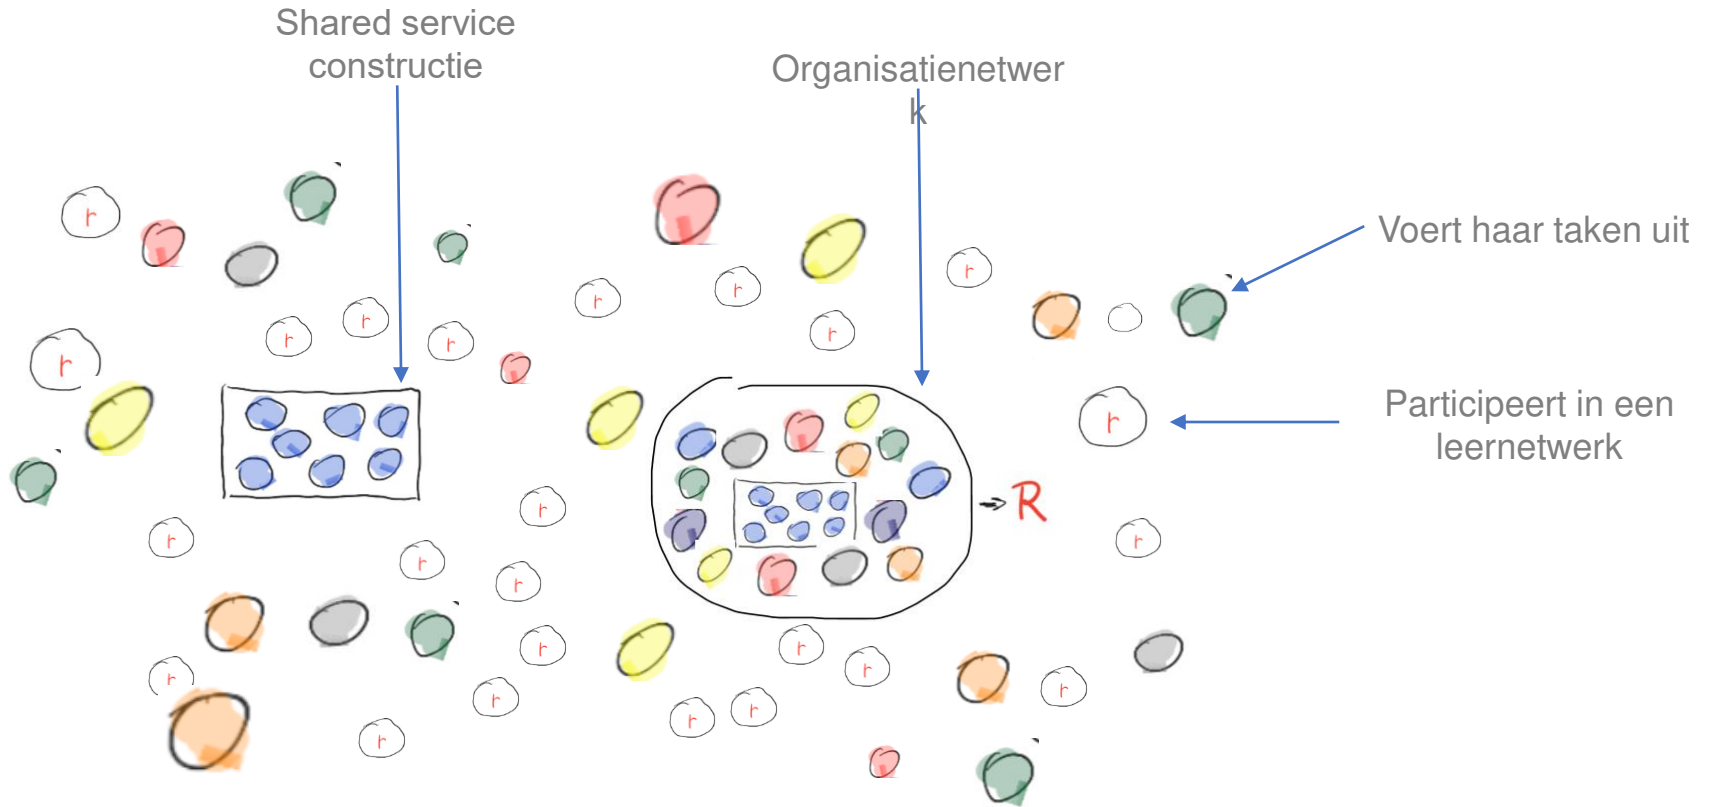 Shared service
constructie
Organisatienetwer
k
r
Voert haar taken uit
r
r
r
r
r
r
r
r
Participeert in een
leernetwerk
r
R
r
r
r
r
r
r
r
r
r
r
r
r
r
r